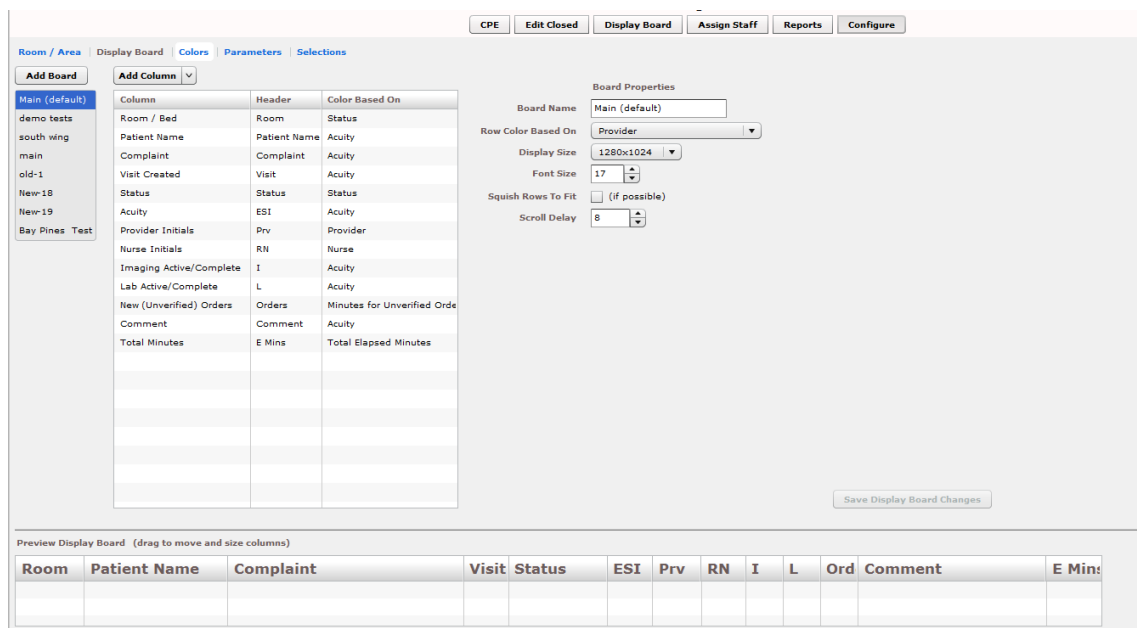 CPE Edit Closed Display Board Assign Staff Reports Configure
Room / Area Display Board Colors Parameters Selections
Add Board Add Column
Main (default)
demo tests
south wing
main
old-1
New-18
New-19
Bay Pines Test
Column Header Color Based On
Room / Bed Room Status
Patient Name Patient Name Acuity
Complaint Complaint Acuity
Visit Created Visit Acuity
Status Status Status
Acuity ESI Acuity
Provider Initials Prv Provider
Nurse Initials RN Nurse
Imaging Active/Complete I Acuity
Lab Active/Complete L Acuity
New (Unverified) Orders Orders Minutes for Unverified Orde
Comment Comment Acuity
Total Minutes E Mins Total Elapsed Minutes
Board Properties
Board Name Main (default)
Row Color Based On Provider
Display Size 1280x1024
Font Size 17
Squish Rows To Fit (if possible)
Scroll Delay 8
Save Display Board Changes
Preview Display Board (drag to move and size columns)
Room Patient Name Complaint Visit Status ESI Prv RN I L Ord Comment E Mins